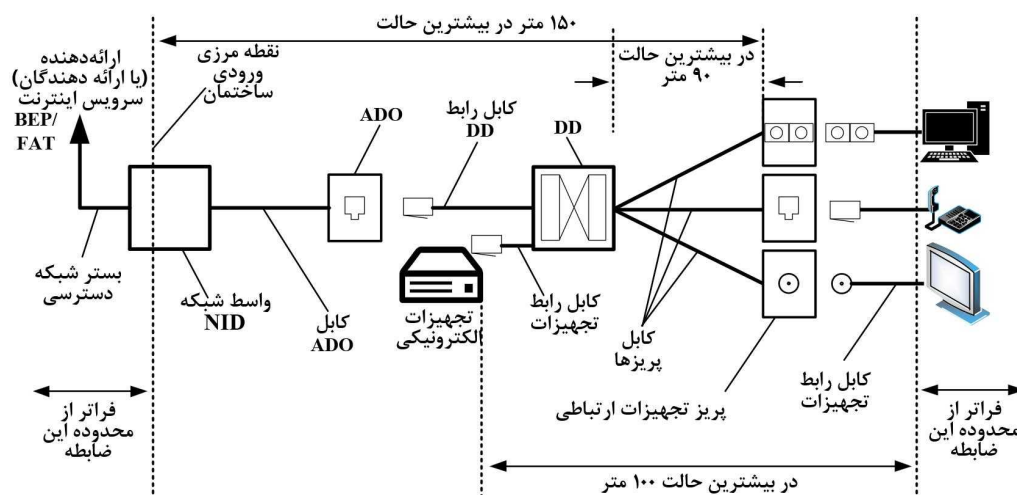 ۱۵۰ متر در بیشترین حالت
ارائه‌دهنده
(یا ارائه دهندگان)
سرویس اینترنت
BEP/
FAT
نقطه مرزی
ورودی
ساختمان
در بیشترین حالت
۹۰ متر
ADO
کابل رابط
DD
DD
بستر شبکه
دسترسی
واسط شبکه
NID
کابل
ADO
تجهیزات
الکترونیکی
کابل رابط
تجهیزات
کابل
پریزها
پریز تجهیزات ارتباطی
کابل رابط
تجهیزات
فراتر از
محدوده این
ضابطه
فراتر از
محدوده این
ضابطه
در بیشترین حالت ۱۰۰ متر